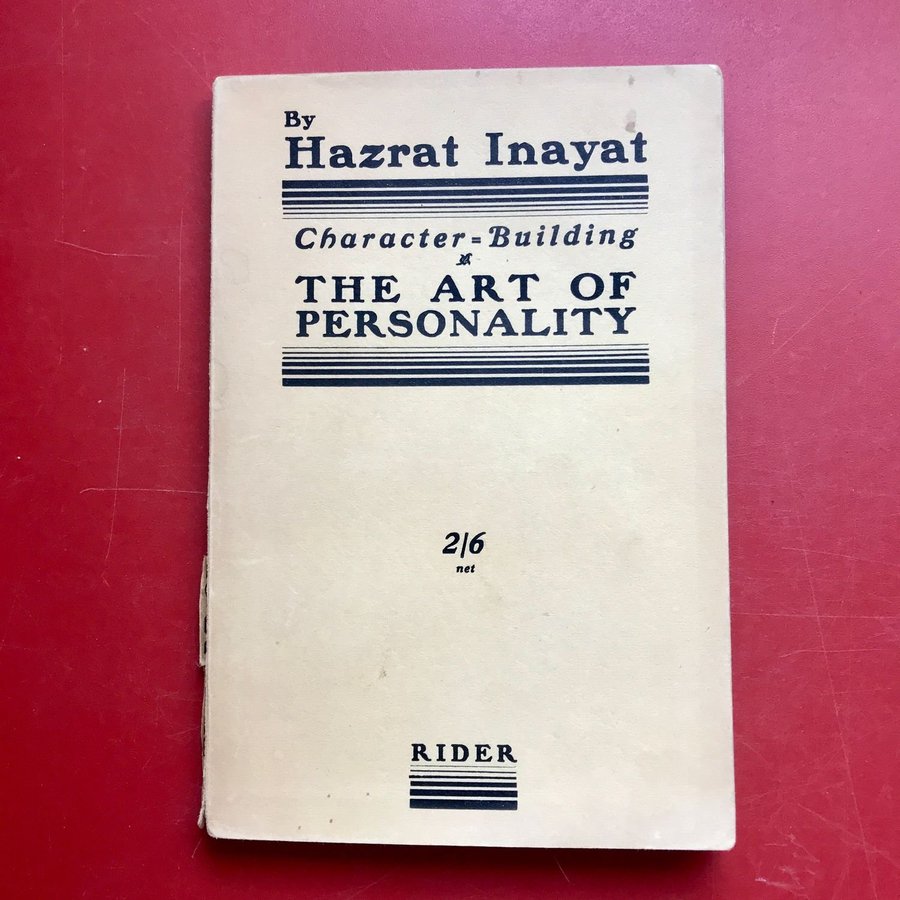 By
Hazrat Inayat
Character=Building
&
THE ART OF
PERSONALITY
2/6
net
RIDER